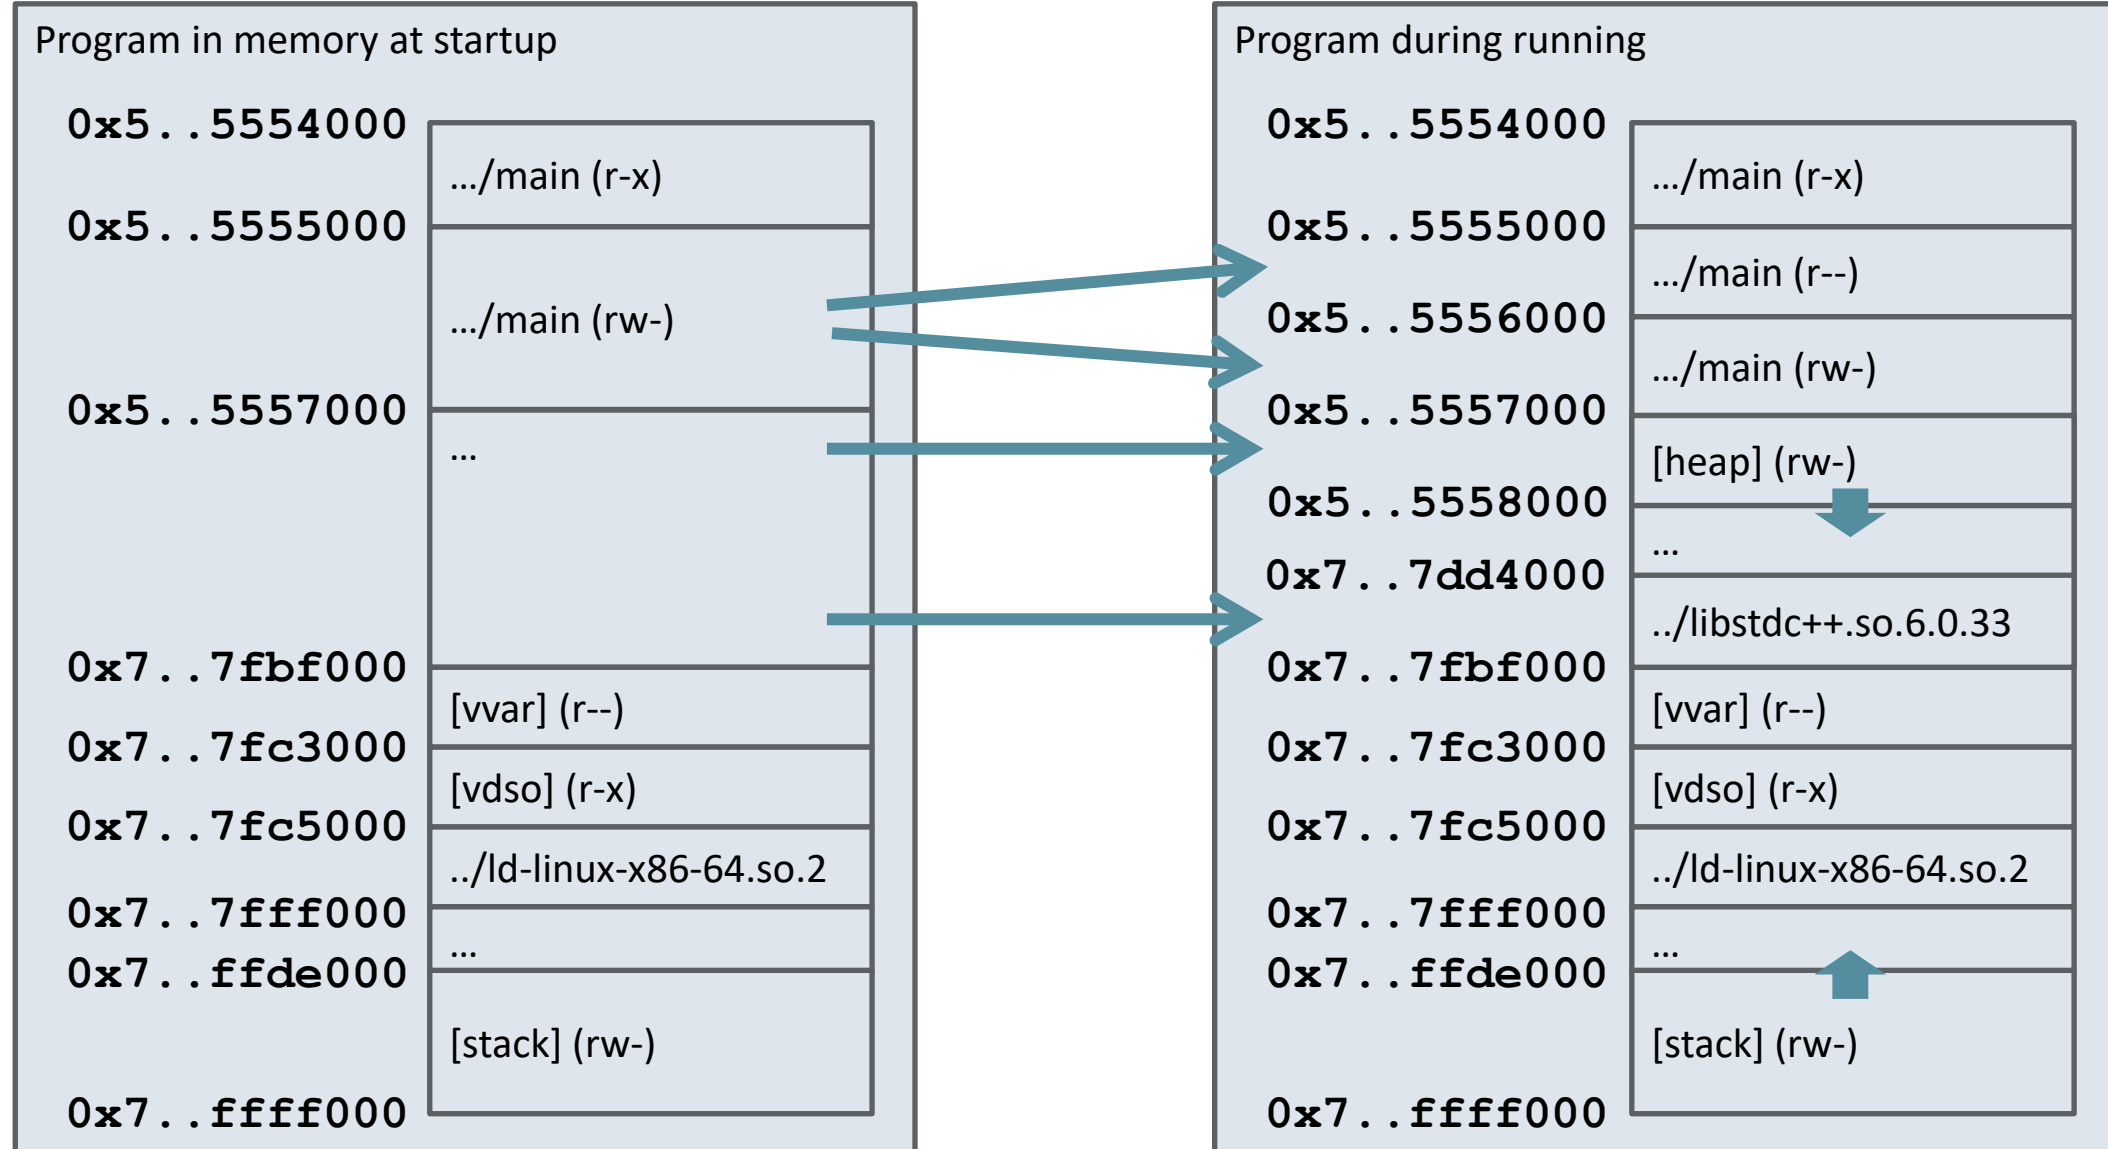 Program in memory at startup
0x5..5554000
.../main (r-x)
0x5..5555000
.../main (rw-)
0x5..5557000
...
0x7..7fbf000
[vvar] (r--)
0x7..7fc3000
[vdso] (r-x)
0x7..7fc5000
../ld-linux-x86-64.so.2
0x7..7fff000
...
0x7..ffde000
[stack] (rw-)
0x7..ffff000
Program during running
0x5..5554000
.../main (r-x)
0x5..5555000
.../main (r--)
0x5..5556000
.../main (rw-)
0x5..5557000
[heap] (rw-)
0x5..5558000
...
0x7..7dd4000
../libstdc++.so.6.0.33
0x7..7fbf000
[vvar] (r--)
0x7..7fc3000
[vdso] (r-x)
0x7..7fc5000
../ld-linux-x86-64.so.2
0x7..7fff000
...
0x7..ffde000
[stack] (rw-)
0x7..ffff000